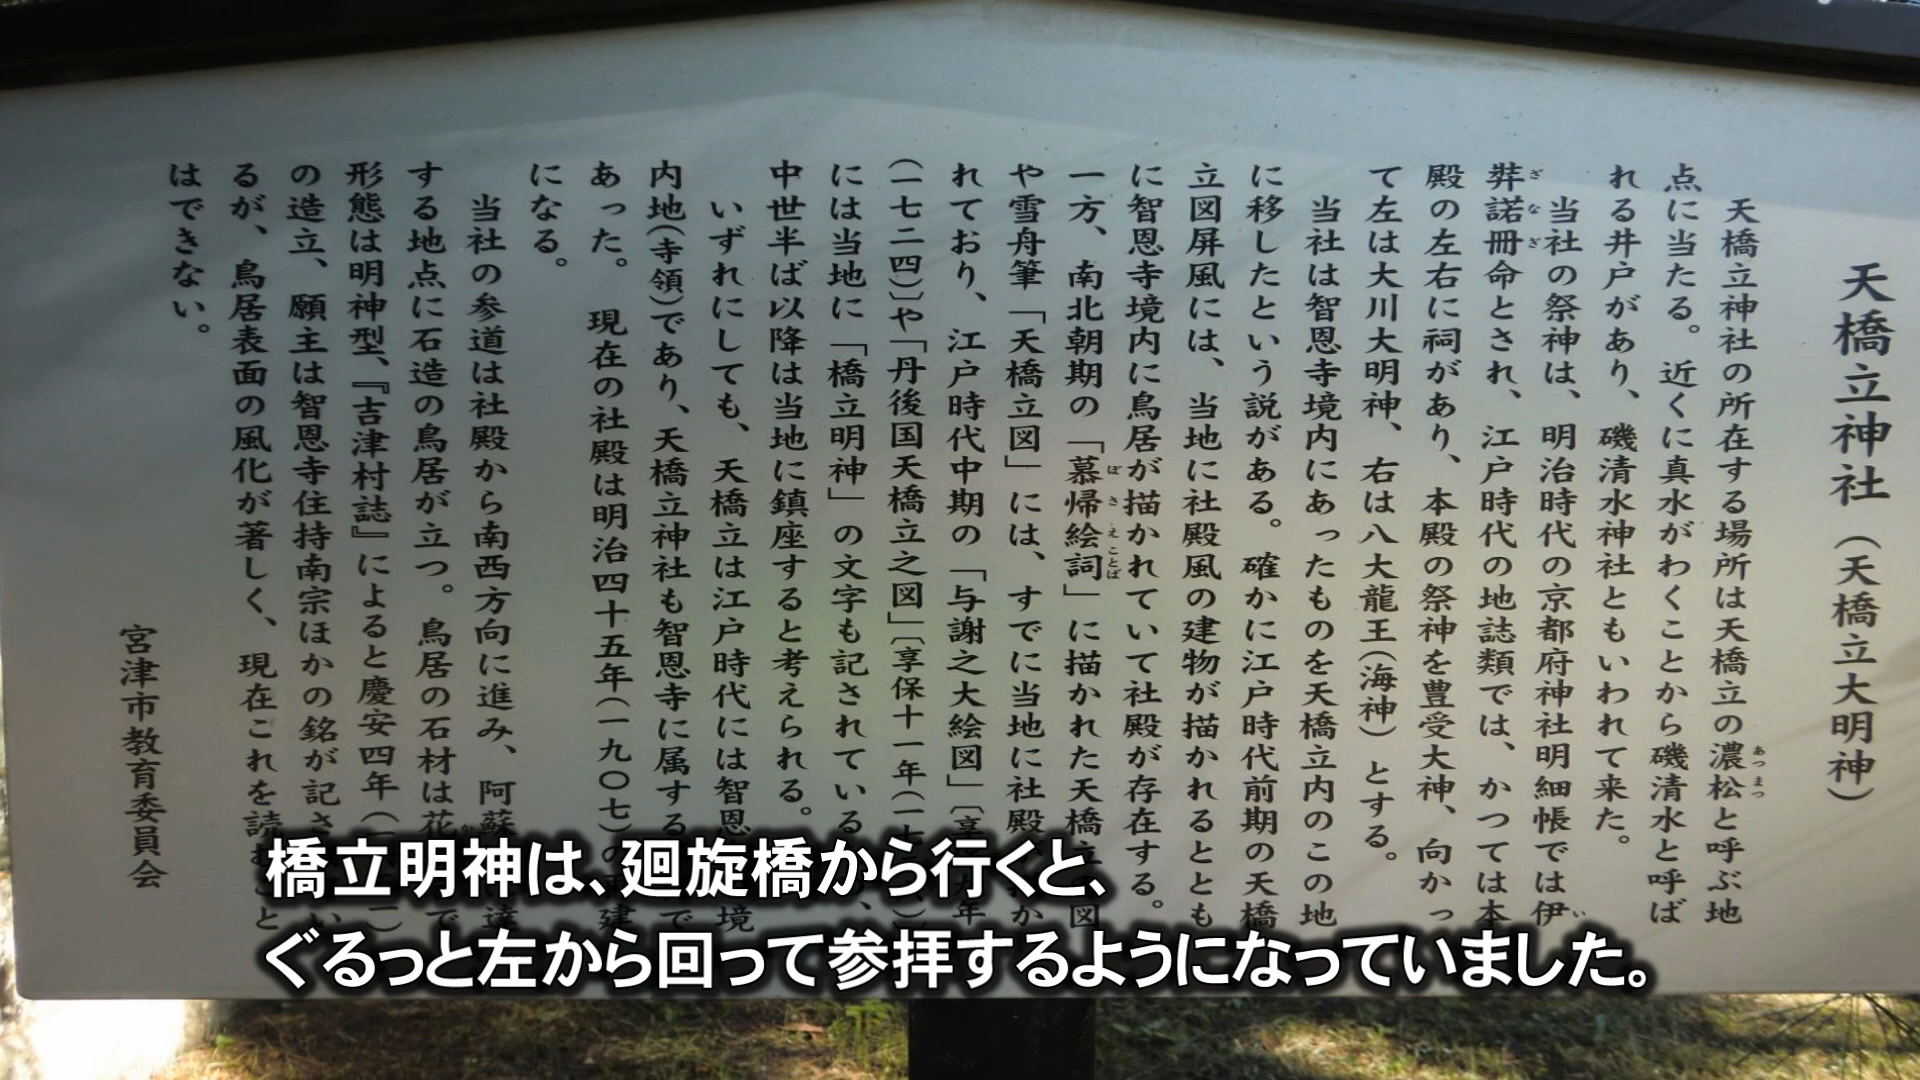 天橋立神社（天橋立大明神）
天橋立神社の所在する場所は天橋立の濃松と呼ぶ地
あつまつ
点に当たる。近くに真水がわくことから磯清水と呼ば
れる井戸があり、磯清水神社ともいわれて来た。
当社の祭神は、明治時代の京都府神社明細帳では伊
い
弉諾冊命とされ、江戸時代の地誌類では、かつては本
ざなぎ
殿の左右に祠があり、本殿の祭神を豊受大神、向かっ
て左は大川大明神、右は八大龍王（海神）とする。
当社は智恩寺境内にあったものを天橋立内のこの地
に移したという説がある。確かに江戸時代前期の天橋
立図屏風には、当地に社殿風の建物が描かれるととも
に智恩寺境内に鳥居が描かれていて社殿が存在する。
一方、南北朝期の「慕帰絵詞」に描かれた天橋立の図
ぼきえことば
や雪舟筆「天橋立図」には、すでに当地に社殿が
れており、江戸時代中期の「与謝之大絵図」〔享
（一七二四）〕や「丹後国天橋立之図」〔享保十一年（一七
には当地に「橋立明神」の文字も記されている
中世半ば以降は当地に鎮座すると考えられる。
いずれにしても、天橋立は江戸時代には智恩寺境
内地（寺領）であり、天橋立神社も智恩寺に属する
あった。現在の社殿は明治四十五年（一九〇七）の再建
になる。
当社の参道は社殿から南西方向に進み、阿蘇
する地点に石造の鳥居が立つ。鳥居の石材は花
形態は明神型、『吉津村誌』によると慶安四年（
の造立、願主は智恩寺住持南宗ほかの銘が記さ
るが、鳥居表面の風化が著しく、現在これを読むこと
はできない。
宮津市教育委員会
橋立明神は、廻旋橋から行くと、
ぐるっと左から回って参拝するようになっていました。